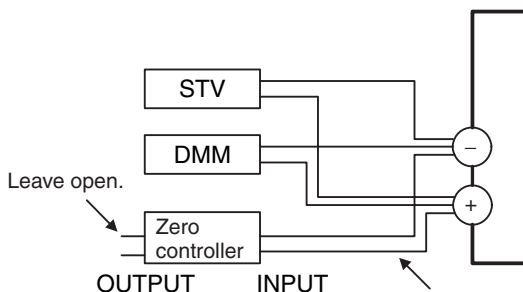 STV
−
DMM
Leave open.
+
Zero
controller
OUTPUT INPUT